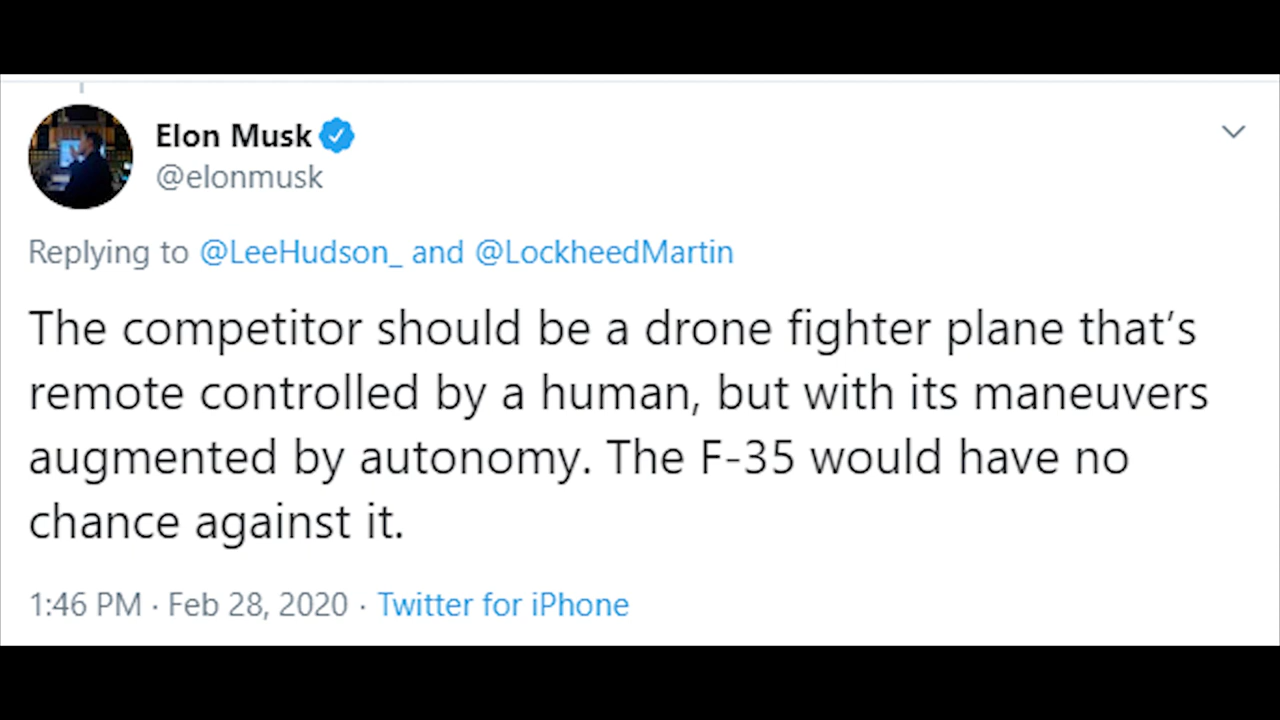 Elon Musk
@elonmusk
Replying to @LeeHudson_ and @LockheedMartin
The competitor should be a drone fighter plane that’s
remote controlled by a human, but with its maneuvers
augmented by autonomy. The F-35 would have no
chance against it.
1:46 PM · Feb 28, 2020 · Twitter for iPhone